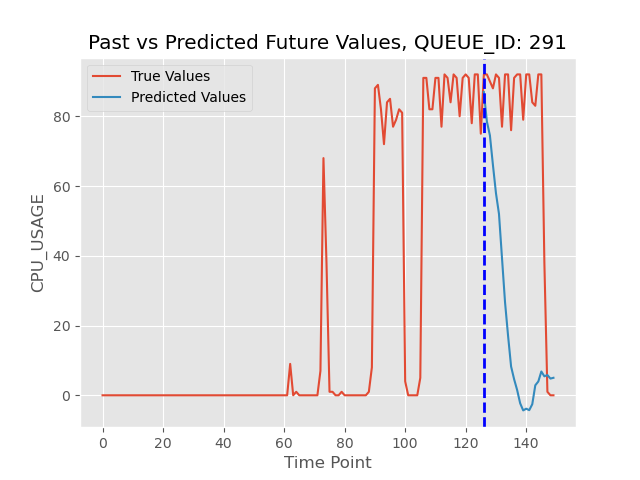 Past vs Predicted Future Values, QUEUE_ID: 291
True Values
Predicted Values
CPU_USAGE
80
60
40
20
0
0 20 40 60 80 100 120 140
Time Point